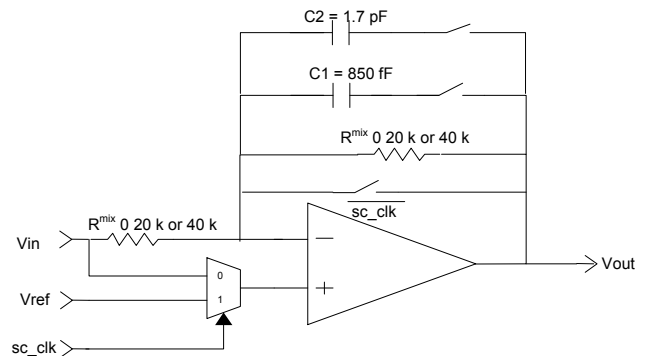 C2 = 1.7 pF
C1 = 850 fF
R^mix 0 20 k or 40 k
sc_clk
R^mix 0 20 k or 40 k
Vin
0
Vout
Vref
1
sc_clk